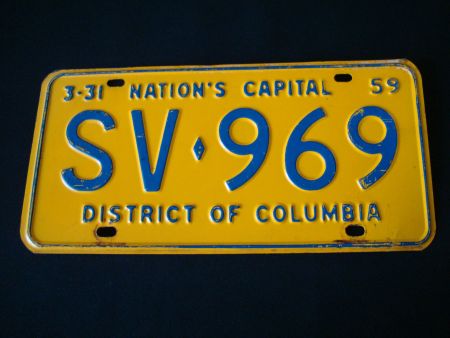 3-31 NATION'S CAPITAL 59
SV♦969
DISTRICT OF COLUMBIA